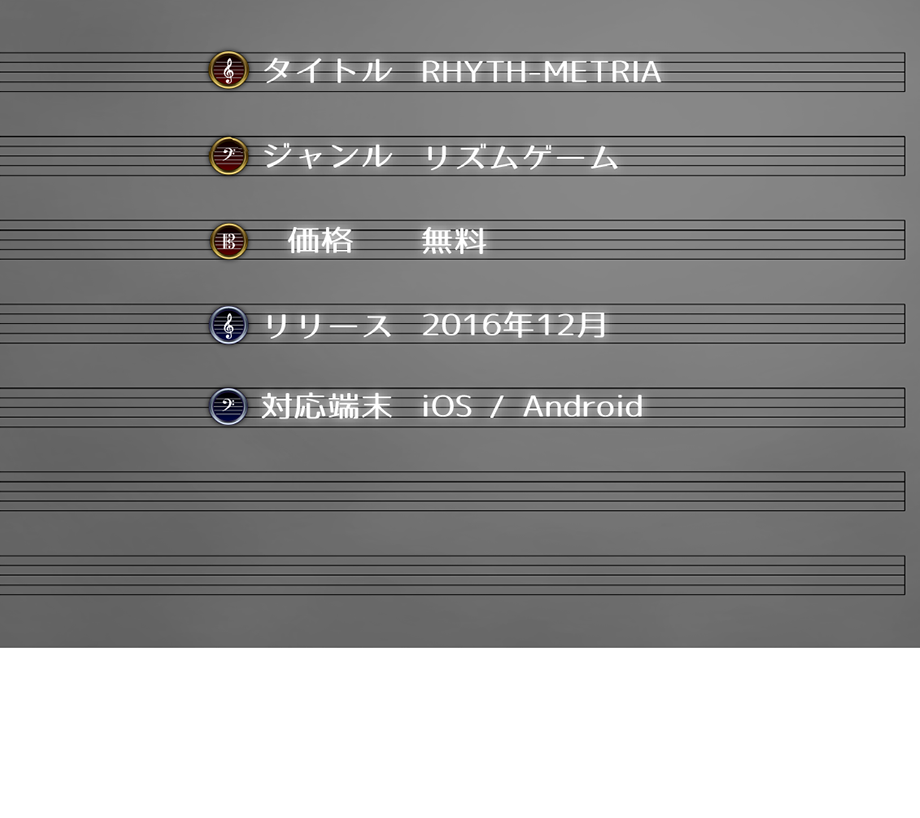 タイトル RHYTH-METRIA
ジャンル リズムゲーム
価格 無料
リリース 2016年12月
対応端末 iOS / Android